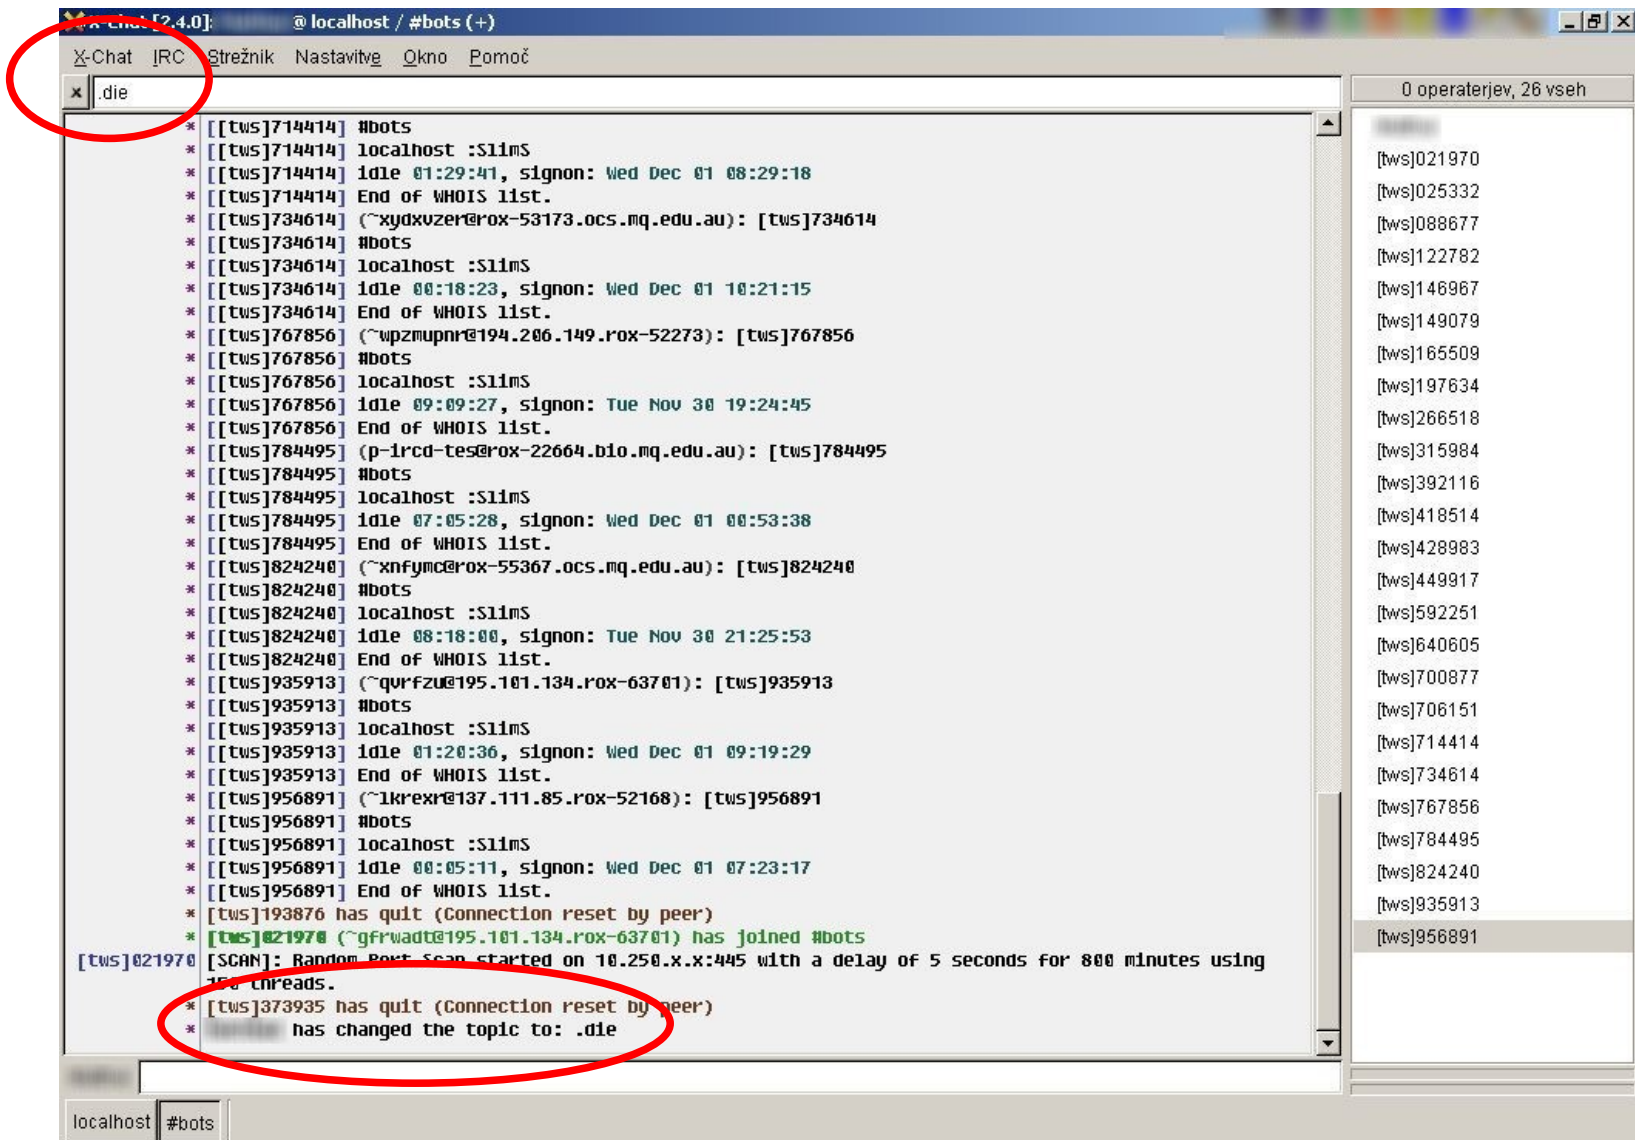 X-Chat [2.4.0]: @ localhost / #bots (+)
X-Chat IRC Strežnik Nastavitve Okno Pomoč
x .die
0 operaterjev, 26 vseh
* [[tws]714414] #bots
* [[tws]714414] localhost :SlimS
* [[tws]714414] idle 01:29:41, signon: Wed Dec 01 08:29:18
* [[tws]714414] End of WHOIS list.
* [[tws]734614] (~xydxvzer@rox-53173.ocs.mq.edu.au): [tws]734614
* [[tws]734614] #bots
* [[tws]734614] localhost :SlimS
* [[tws]734614] idle 00:18:23, signon: Wed Dec 01 10:21:15
* [[tws]734614] End of WHOIS list.
* [[tws]767856] (~wpzmupnr@194.206.149.rox-52273): [tws]767856
* [[tws]767856] #bots
* [[tws]767856] localhost :SlimS
* [[tws]767856] idle 09:09:27, signon: Tue Nov 30 19:24:45
* [[tws]767856] End of WHOIS list.
* [[tws]784495] (p-ircd-tes@rox-22664.bio.mq.edu.au): [tws]784495
* [[tws]784495] #bots
* [[tws]784495] localhost :SlimS
* [[tws]784495] idle 07:05:28, signon: Wed Dec 01 00:53:38
* [[tws]784495] End of WHOIS list.
* [[tws]824240] (~xnfymc@rox-55367.ocs.mq.edu.au): [tws]824240
* [[tws]824240] #bots
* [[tws]824240] localhost :SlimS
* [[tws]824240] idle 08:18:00, signon: Tue Nov 30 21:25:53
* [[tws]824240] End of WHOIS list.
* [[tws]935913] (~qvrfzu@195.101.134.rox-63701): [tws]935913
* [[tws]935913] #bots
* [[tws]935913] localhost :SlimS
* [[tws]935913] idle 01:20:36, signon: Wed Dec 01 09:19:29
* [[tws]935913] End of WHOIS list.
* [[tws]956891] (~lkrexr@137.111.85.rox-52168): [tws]956891
* [[tws]956891] #bots
* [[tws]956891] localhost :SlimS
* [[tws]956891] idle 00:05:11, signon: Wed Dec 01 07:23:17
* [[tws]956891] End of WHOIS list.
* [tws]193876 has quit (Connection reset by peer)
* [tws]021970 (~gfrwadt@195.101.134.rox-63701) has joined #bots
[tws]021970 [SCAN]: Random Port Scan started on 10.250.x.x:445 with a delay of 5 seconds for 800 minutes using
150 threads.
* [tws]373935 has quit (Connection reset by peer)
* has changed the topic to: .die
[tws]021970
[tws]025332
[tws]088677
[tws]122782
[tws]146967
[tws]149079
[tws]165509
[tws]197634
[tws]266518
[tws]315984
[tws]392116
[tws]418514
[tws]428983
[tws]449917
[tws]592251
[tws]640605
[tws]700877
[tws]706151
[tws]714414
[tws]734614
[tws]767856
[tws]784495
[tws]824240
[tws]935913
[tws]956891
localhost #bots